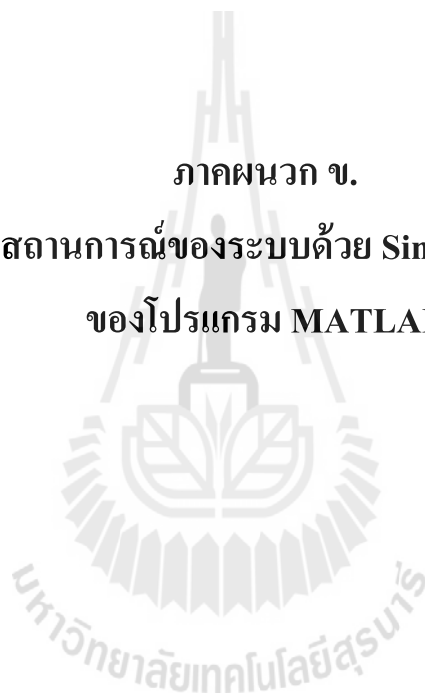 ภาคผนวก ข.
สถานการณ์ของระบบด้วย Sim
ของโปรแกรม MATLAB
มหาวิทยาลัยเทคโนโลยีสุรนารี